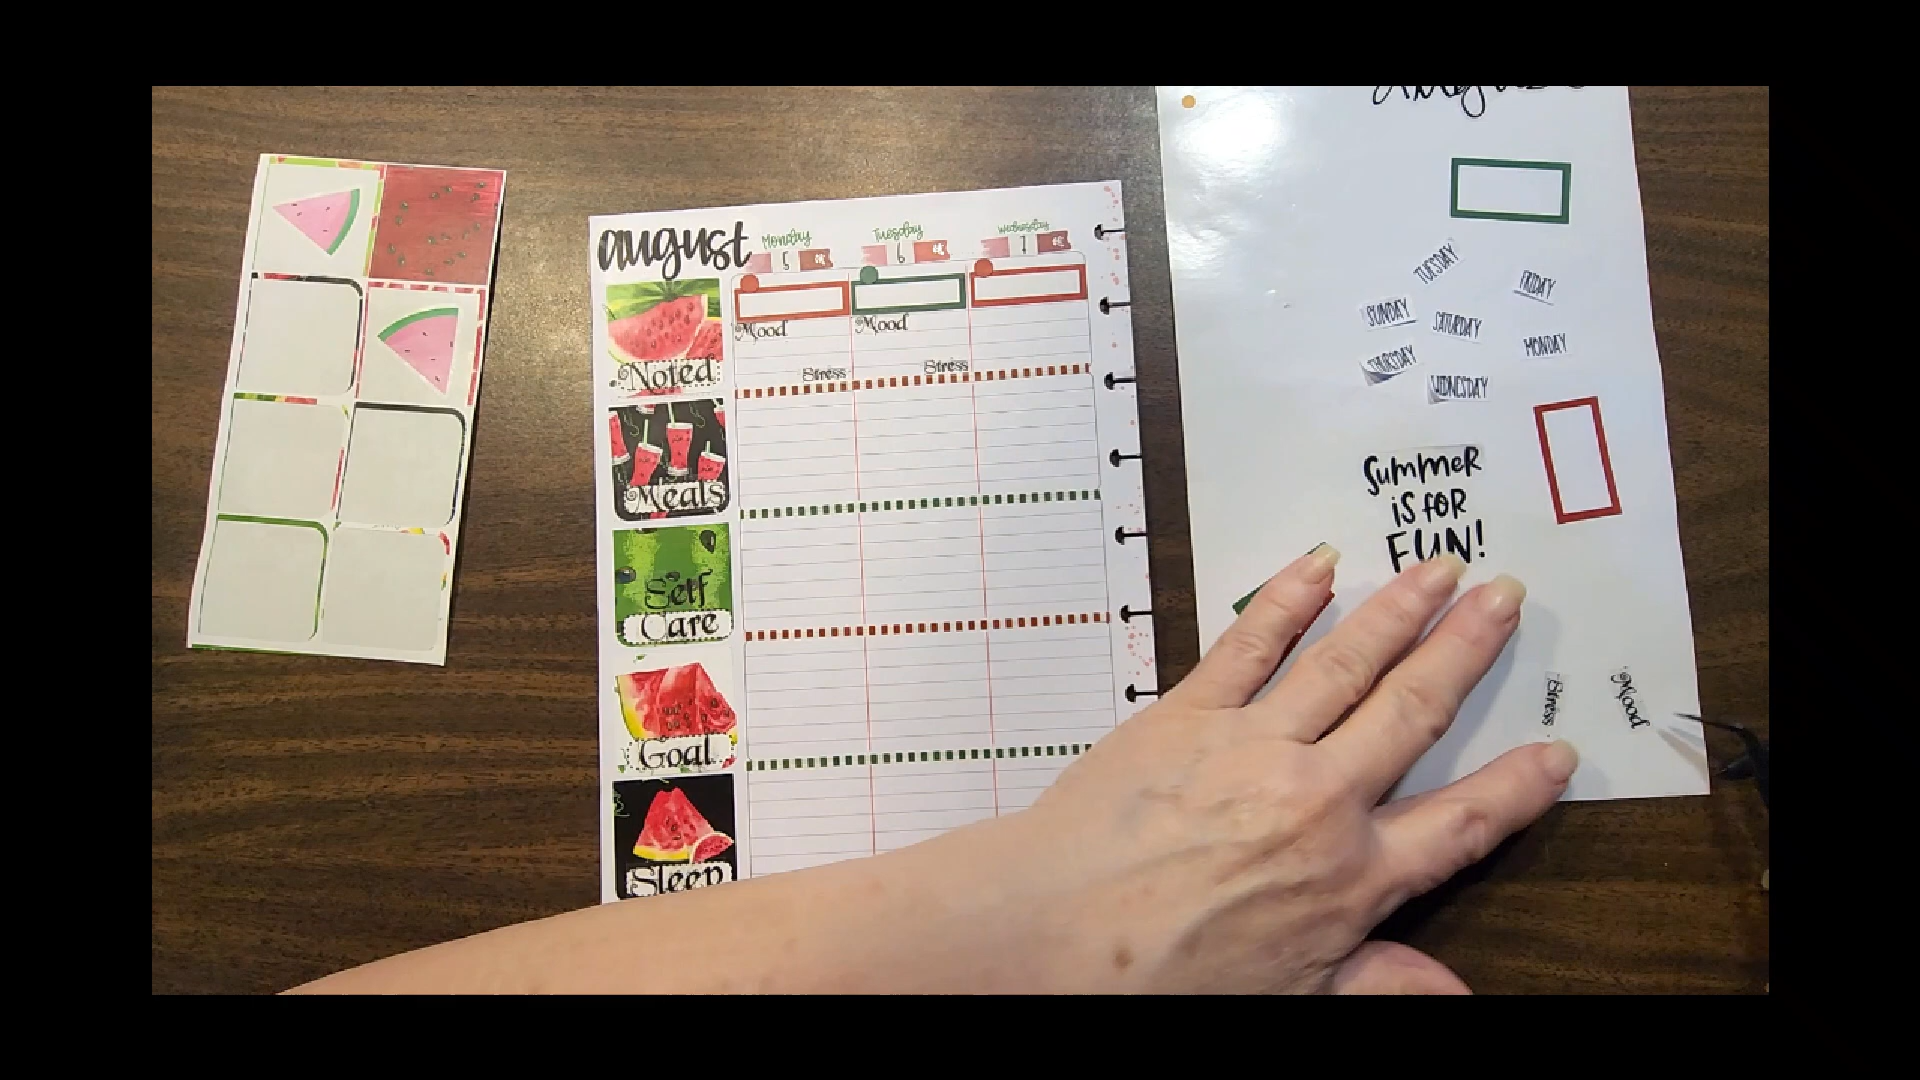 august
Monday
Tuesday
Wednesday
5
6
7
Mood
Mood
Stress
Stress
Noted
Meals
Self
Care
Goal
Sleep
TUESDAY
FRIDAY
SUNDAY
SATURDAY
MONDAY
THURSDAY
WEDNESDAY
Summer
is for
FUN!
Stress
Mood